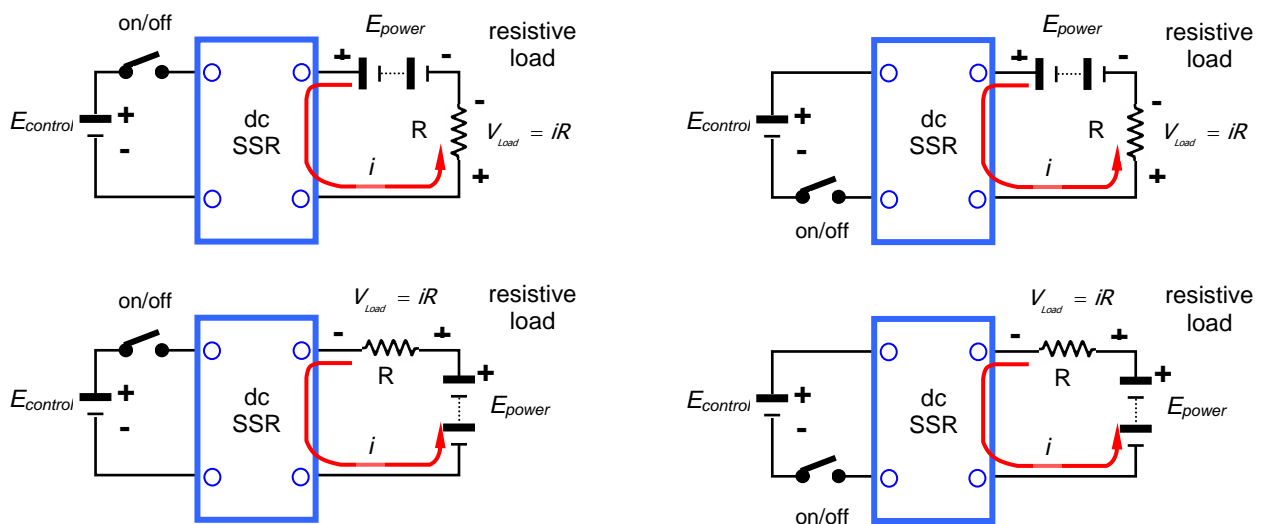 on/off
E_control
+
-
dc
SSR
+
E_power
-
resistive
load
-
R
V_Load = iR
+
i
E_control
+
-
on/off
dc
SSR
+
E_power
-
resistive
load
-
R
V_Load = iR
+
i
on/off
E_control
+
-
dc
SSR
V_Load = iR
resistive
load
-
+
R
+
E_power
i
E_control
+
-
on/off
dc
SSR
V_Load = iR
resistive
load
-
+
R
+
E_power
i